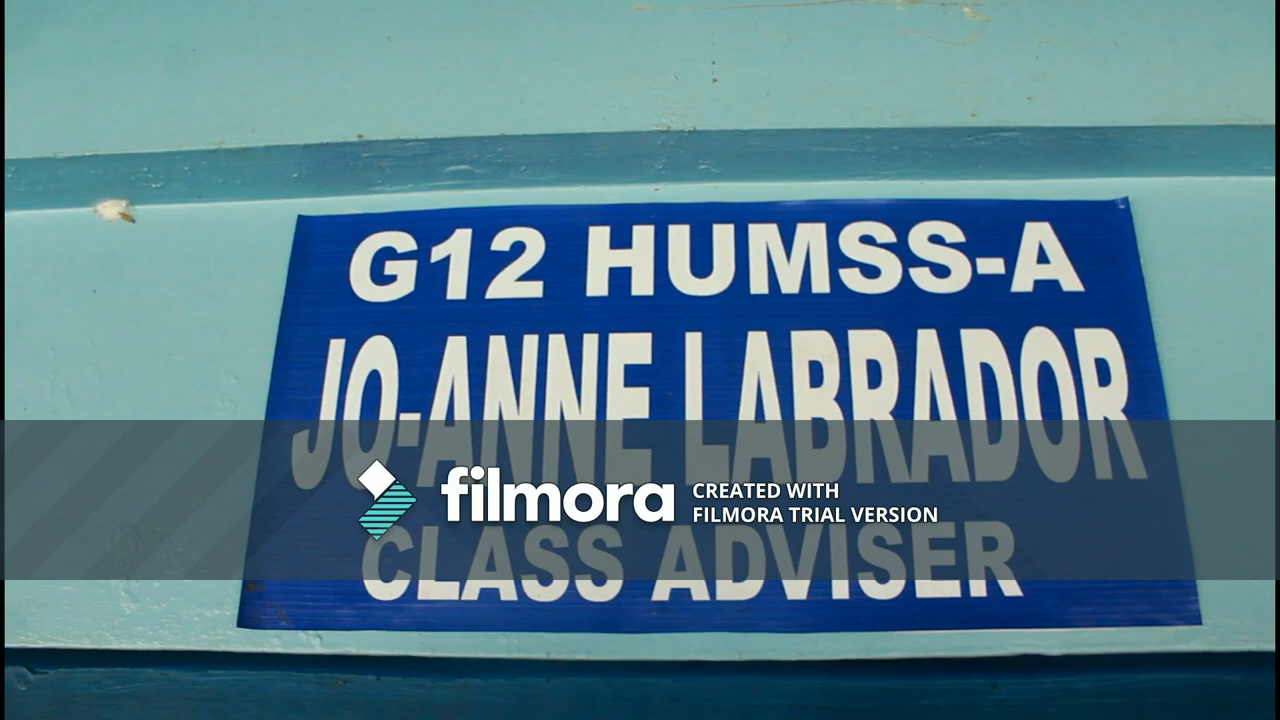 G12 HUMSS-A
JO-ANNE LABRADOR
filmora
CREATED WITH
FILMORA TRIAL VERSION
CLASS ADVISER